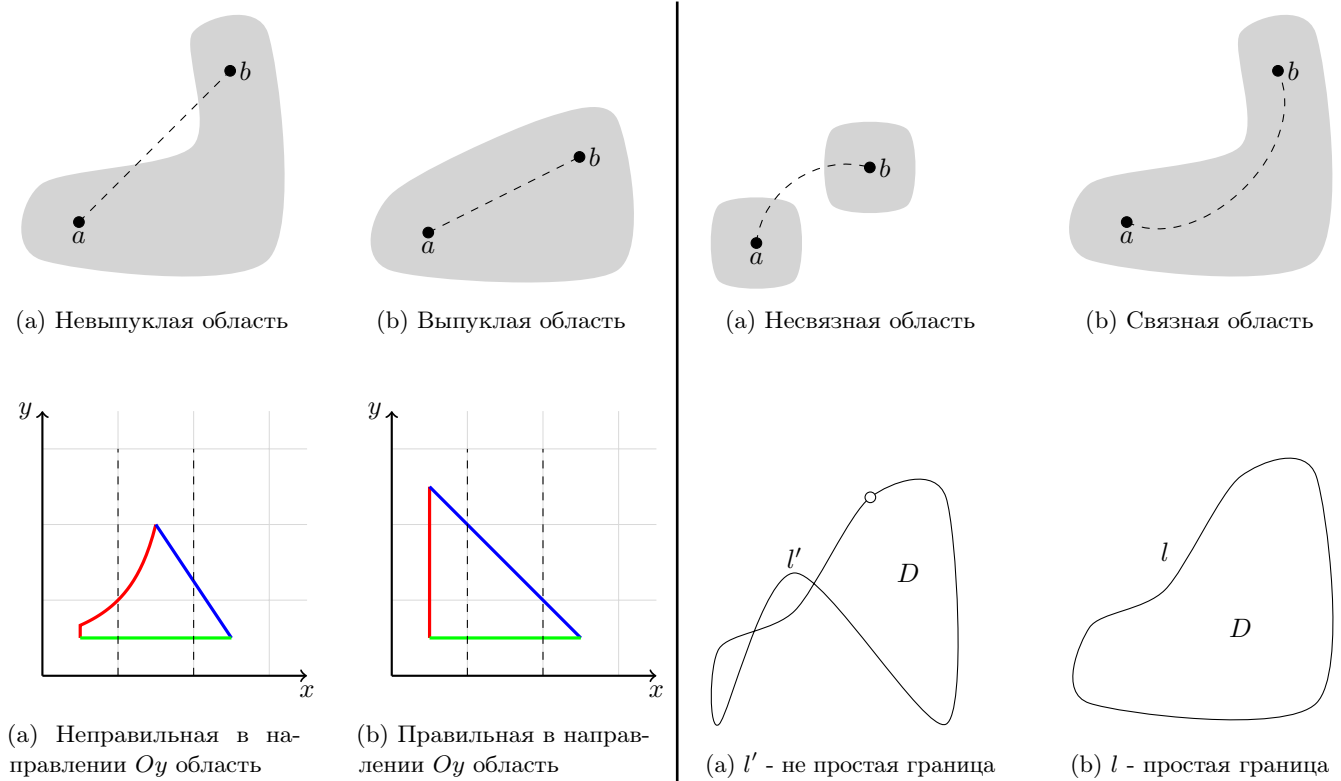 b
a
(a) Невыпуклая область
b
a
(b) Выпуклая область
b
a
(a) Несвязная область
b
a
(b) Связная область
y
x
(a) Неправильная в на-
правлении Oy область
y
x
(b) Правильная в направ-
лении Oy область
l′
D
(a) l′ - не простая граница
l
D
(b) l - простая граница